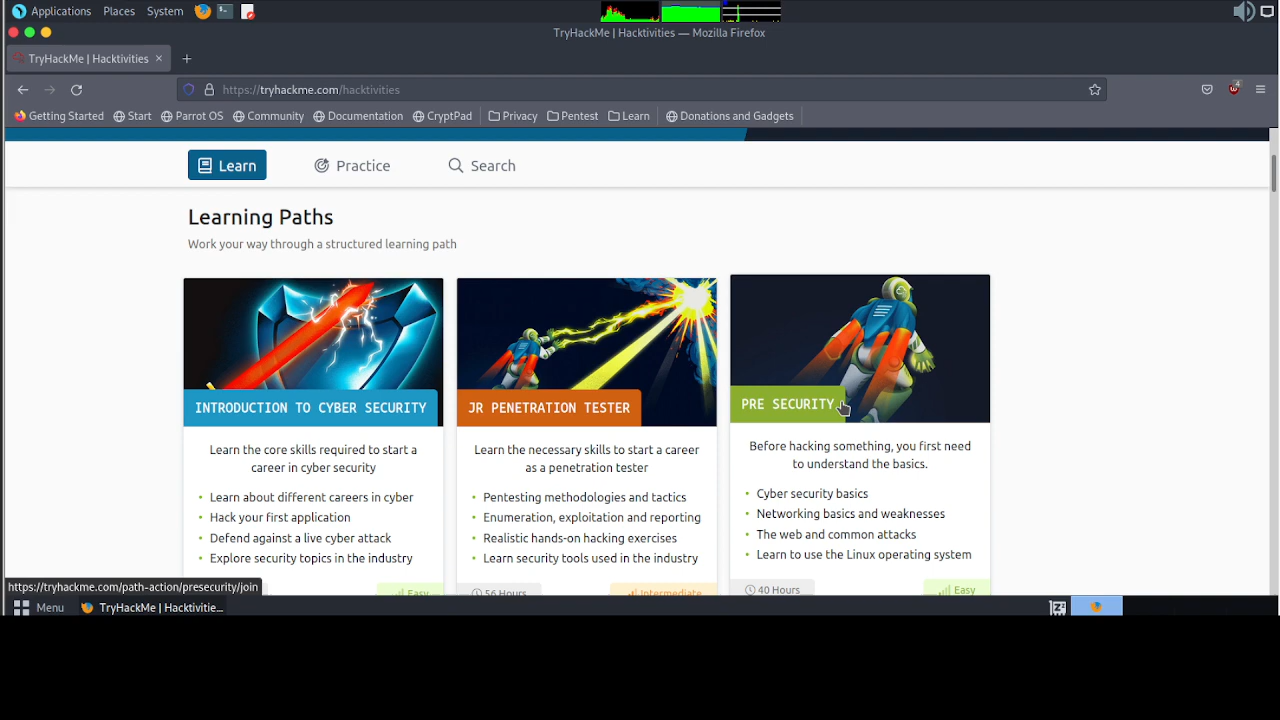 Applications Places System
TryHackMe | Hacktivities — Mozilla Firefox
TryHackMe | Hacktivities
https://tryhackme.com/hacktivities
4
Getting Started Start Parrot OS Community Documentation CryptPad Privacy Pentest Learn Donations and Gadgets
Learn Practice Search
Learning Paths
Work your way through a structured learning path
INTRODUCTION TO CYBER SECURITY
Learn the core skills required to start a
career in cyber security
Learn about different careers in cyber
Hack your first application
Defend against a live cyber attack
Explore security topics in the industry
Easy
JR PENETRATION TESTER
Learn the necessary skills to start a career
as a penetration tester
Pentesting methodologies and tactics
Enumeration, exploitation and reporting
Realistic hands-on hacking exercises
Learn security tools used in the industry
56 Hours Intermediate
PRE SECURITY
Before hacking something, you first need
to understand the basics.
Cyber security basics
Networking basics and weaknesses
The web and common attacks
Learn to use the Linux operating system
40 Hours Easy
https://tryhackme.com/path-action/presecurity/join
Menu TryHackMe | Hacktivitie...